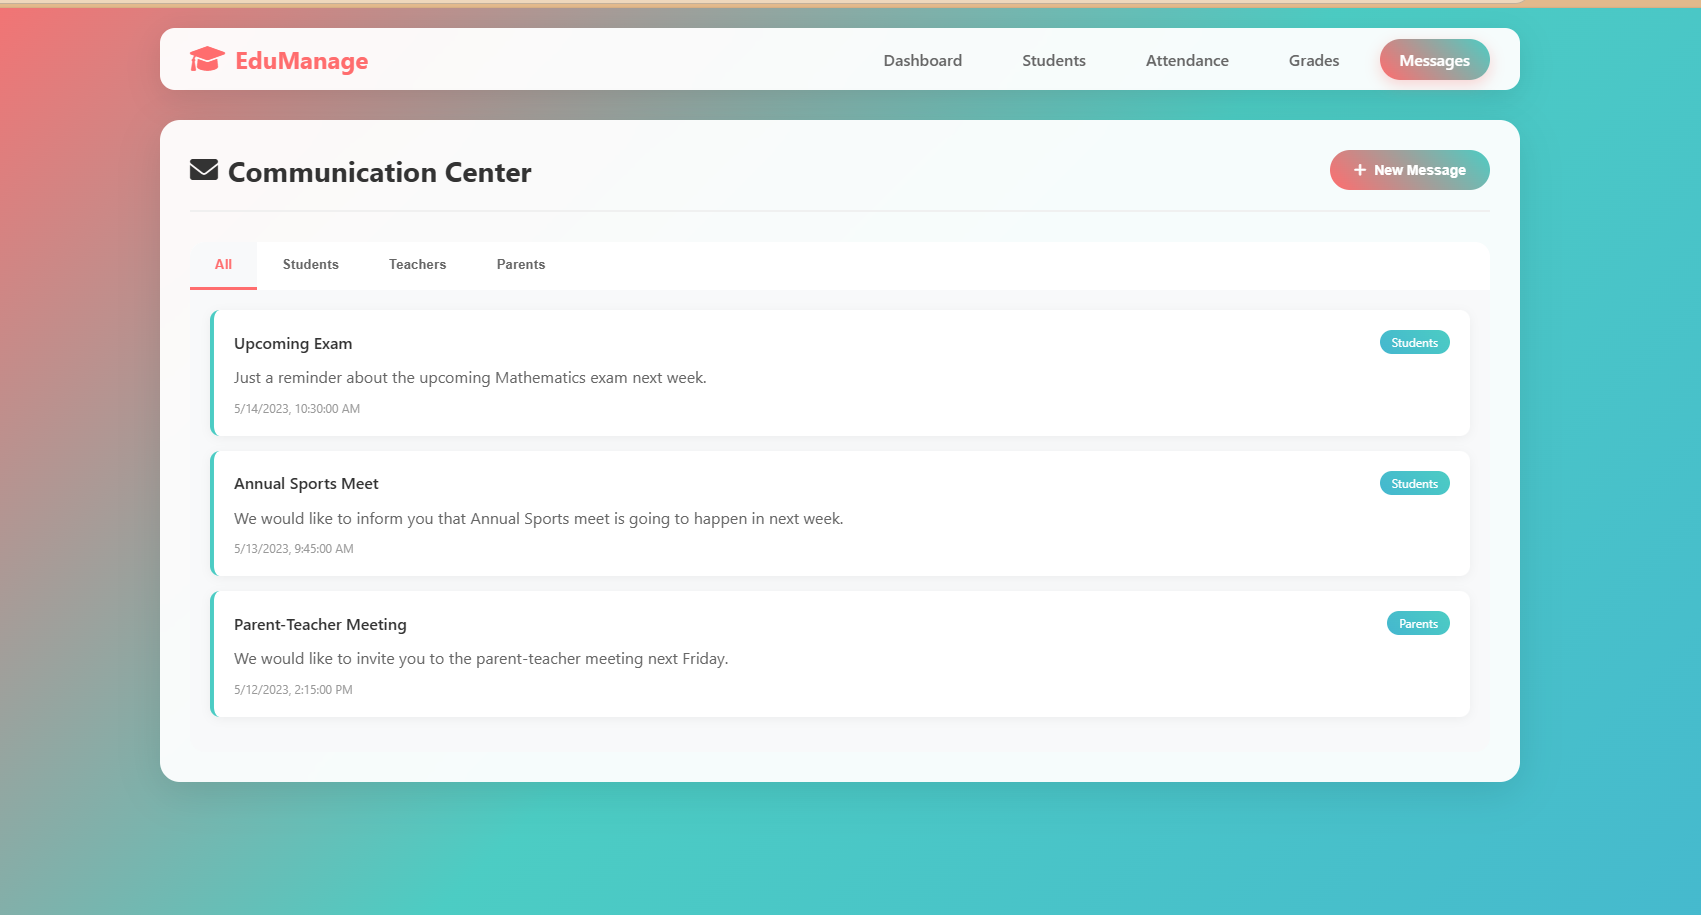 EduManage
Dashboard
Students
Attendance
Grades
Messages
Communication Center
New Message
All
Students
Teachers
Parents
Upcoming Exam
Students
Just a reminder about the upcoming Mathematics exam next week.
5/14/2023, 10:30:00 AM
Annual Sports Meet
Students
We would like to inform you that Annual Sports meet is going to happen in next week.
5/13/2023, 9:45:00 AM
Parent-Teacher Meeting
Parents
We would like to invite you to the parent-teacher meeting next Friday.
5/12/2023, 2:15:00 PM